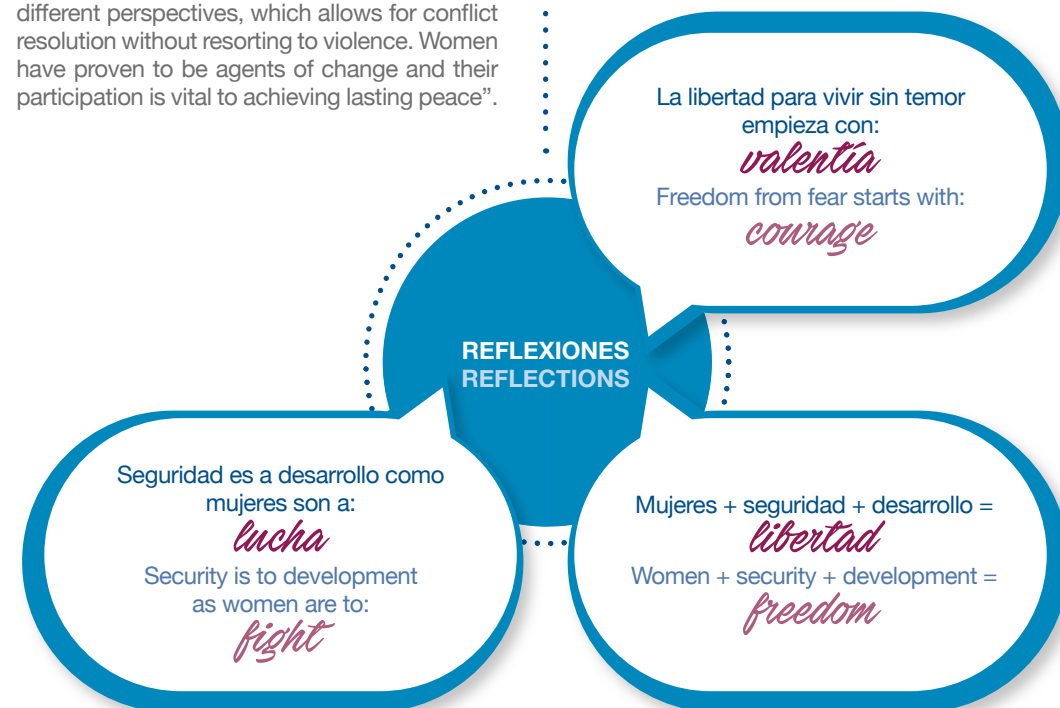 different perspectives, which allows for conflict
resolution without resorting to violence. Women
have proven to be agents of change and their
participation is vital to achieving lasting peace”.
La libertad para vivir sin temor
empieza con:
valentía
Freedom from fear starts with:
courage
REFLEXIONES
REFLECTIONS
Seguridad es a desarrollo como
mujeres son a:
lucha
Security is to development
as women are to:
fight
Mujeres + seguridad + desarrollo =
libertad
Women + security + development =
freedom